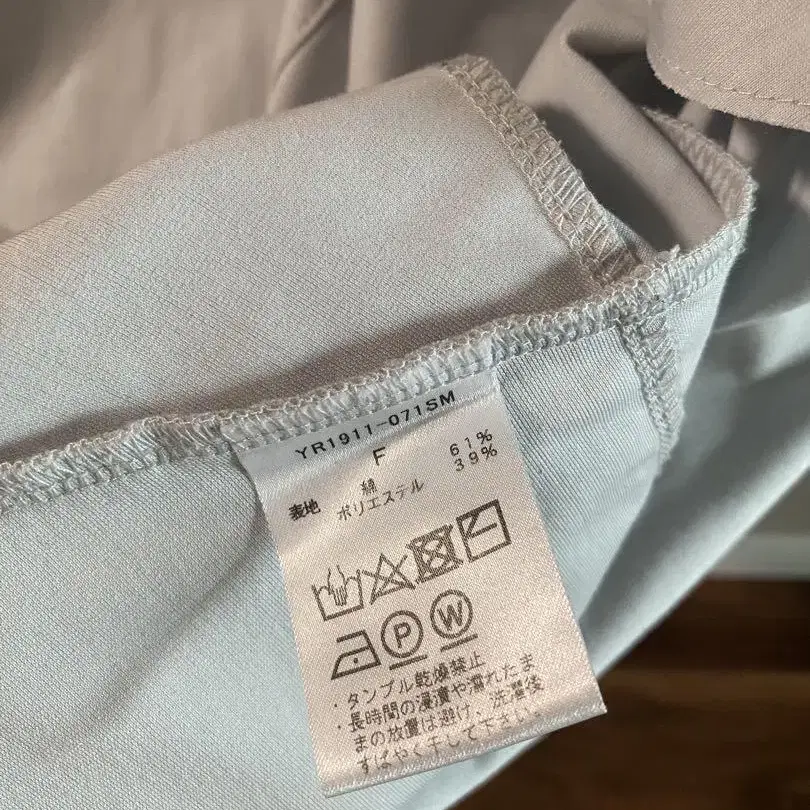 YR1911-071SM
F
表地 綿 61%
ポリエステル 39%
P W
・タンブル乾燥禁止
・長時間の浸漬や濡れたま
まの放置は避け、洗濯後
すばやく干して下さい。